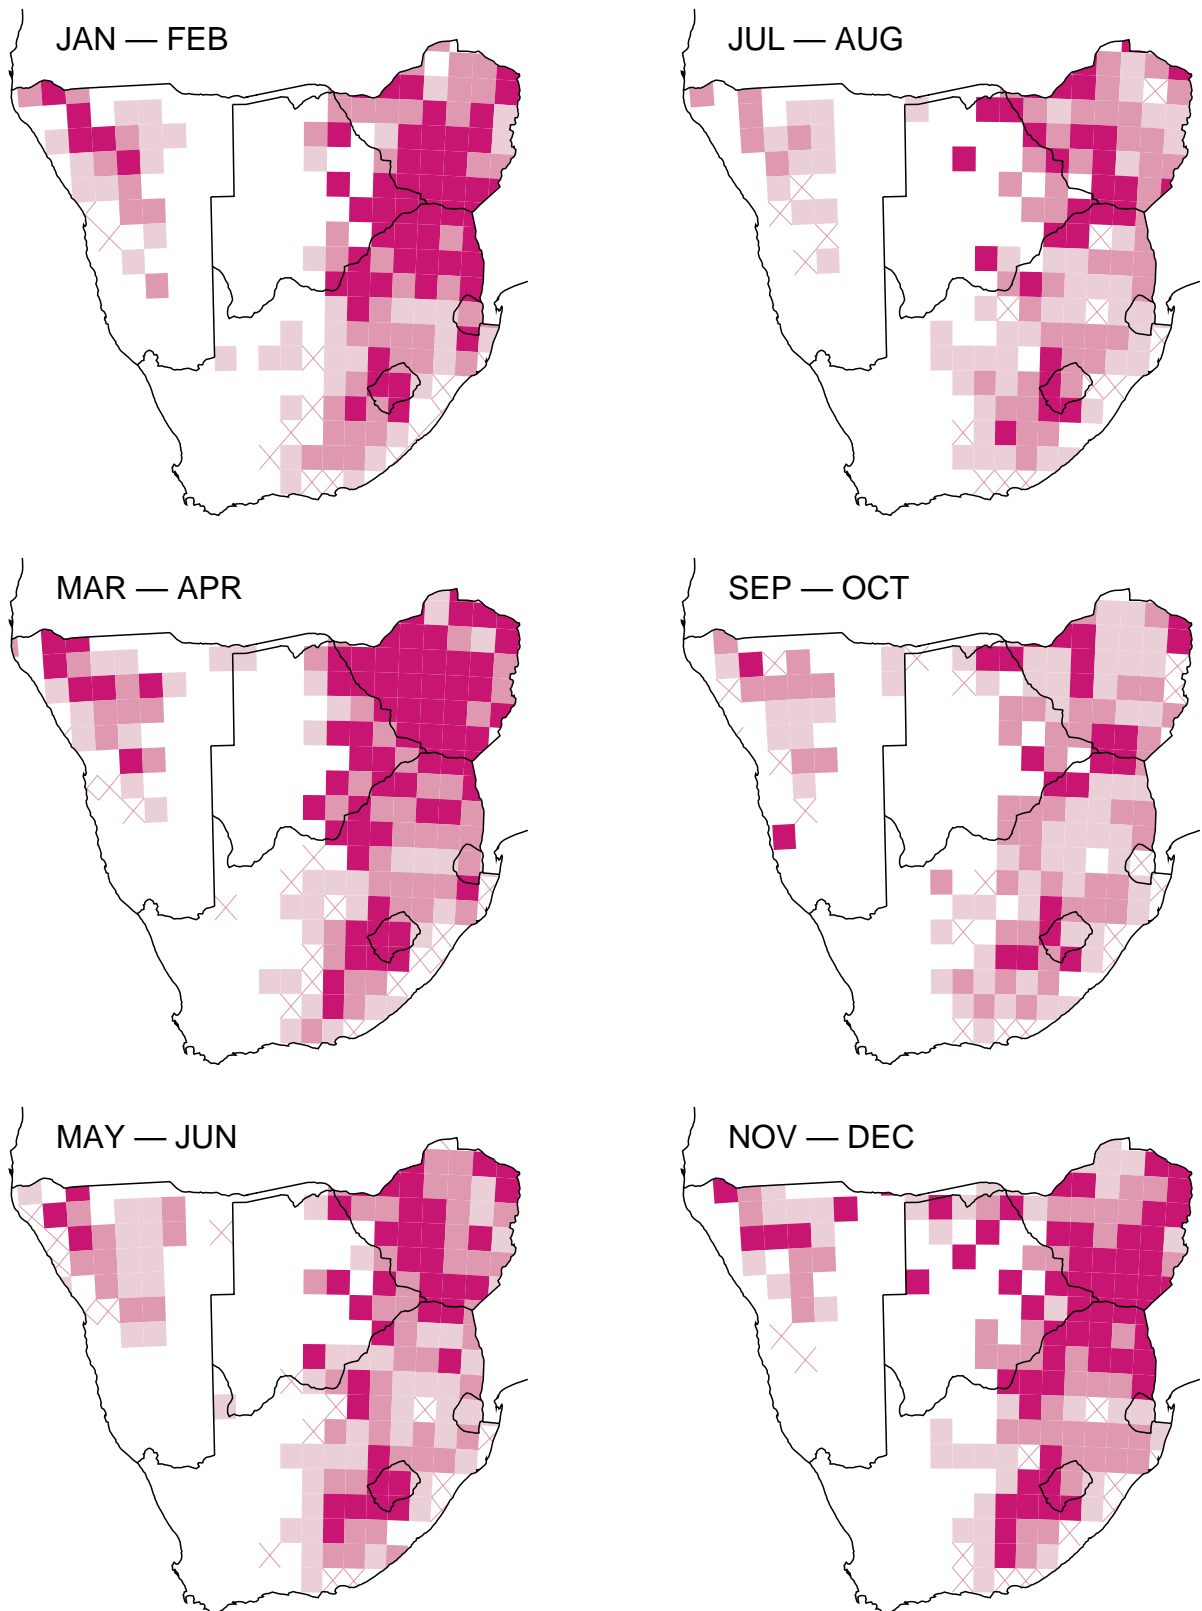 JAN — FEB
JUL — AUG
MAR — APR
SEP — OCT
MAY — JUN
NOV — DEC